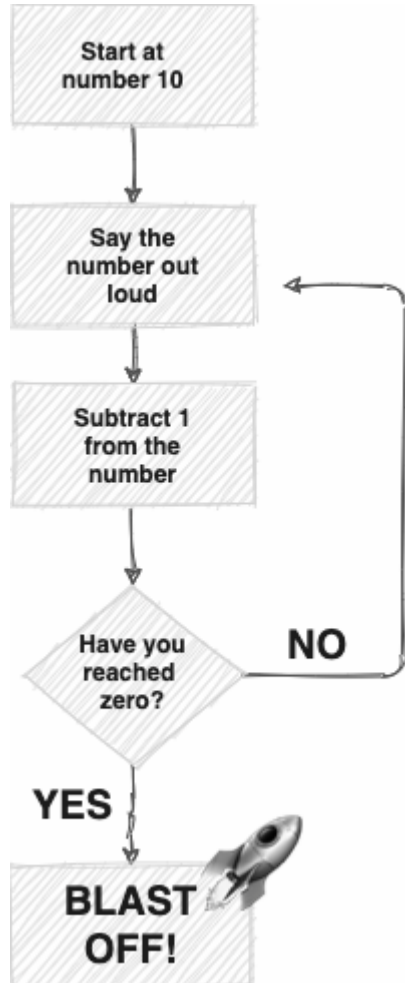 Start at
number 10
Say the
number out
loud
Subtract 1
from the
number
Have you
reached
zero?
NO
YES
BLAST
OFF!